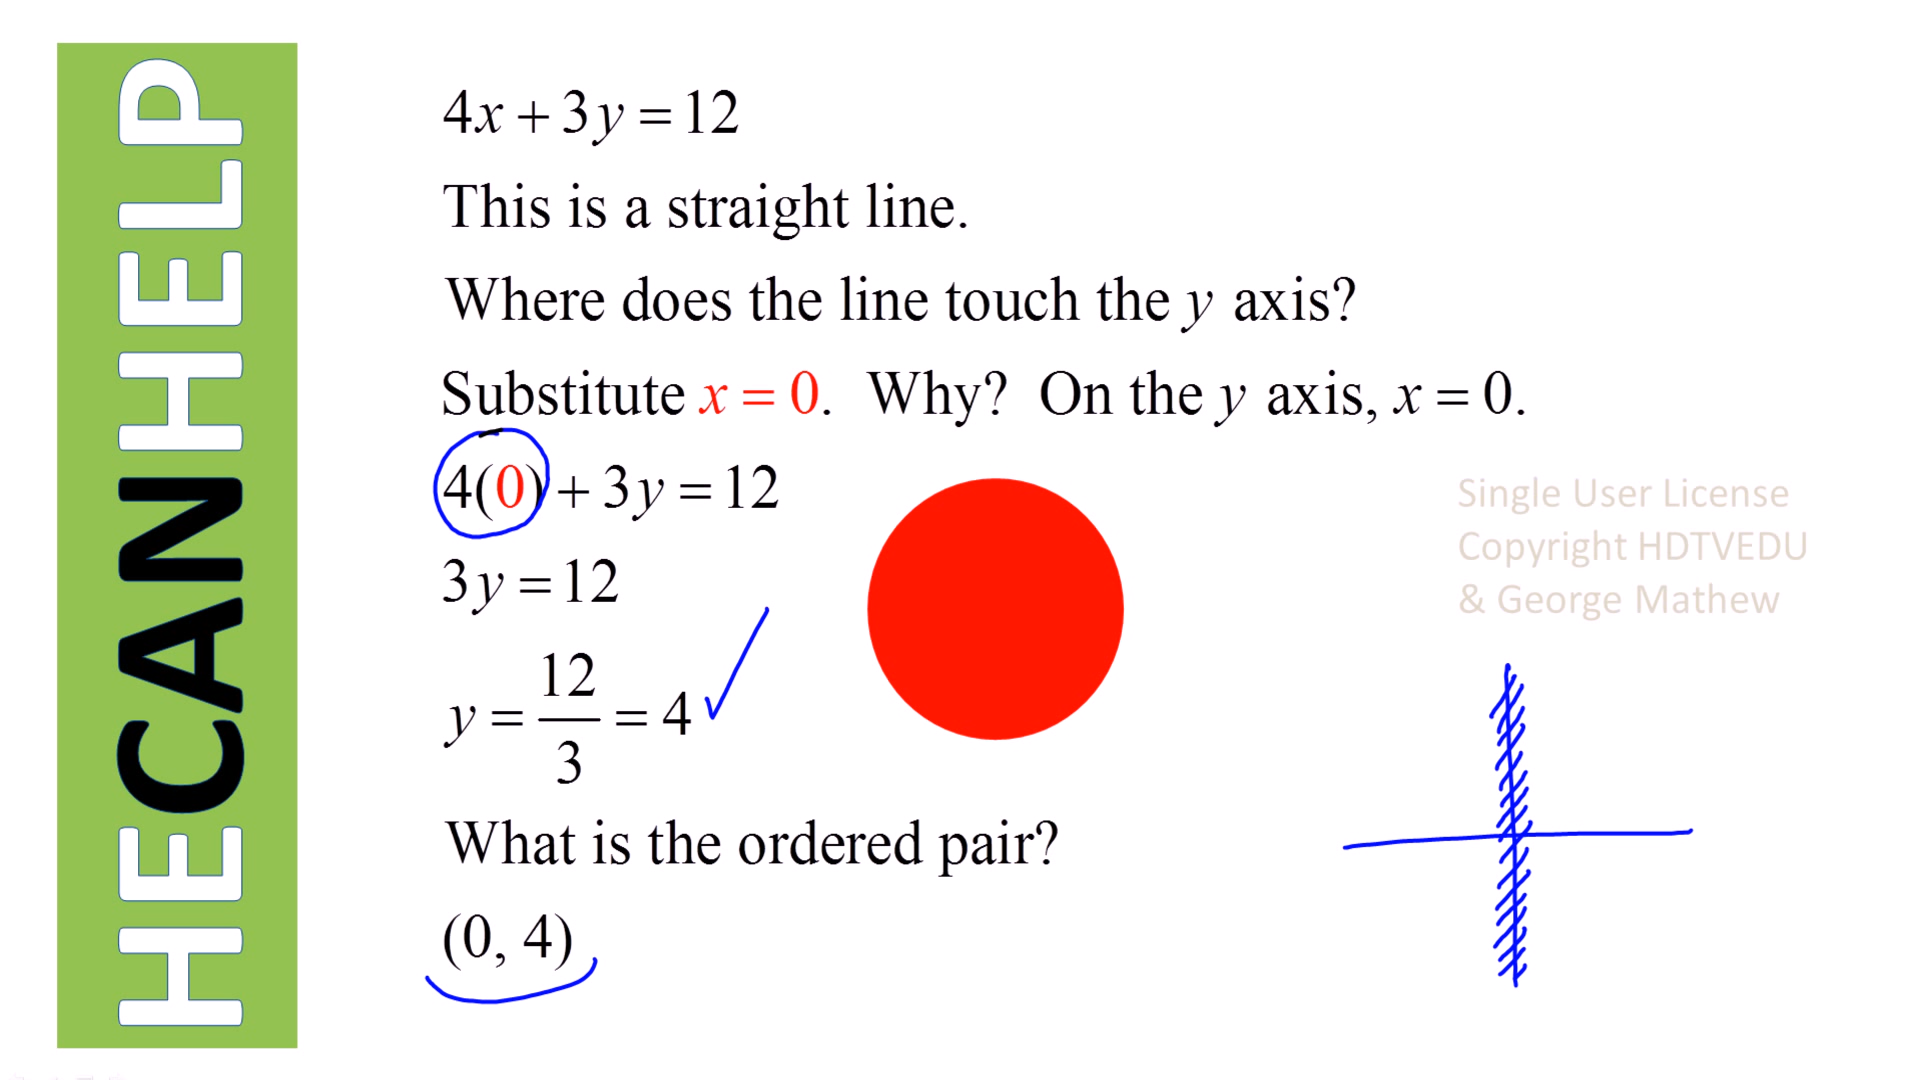 HECANHELP
4x + 3y = 12
This is a straight line.
Where does the line touch the y axis?
Substitute x = 0. Why? On the y axis, x = 0.
4(0) + 3y = 12
3y = 12
y = 12/3 = 4
What is the ordered pair?
(0, 4)
Single User License
Copyright HDTVEDU
& George Mathew